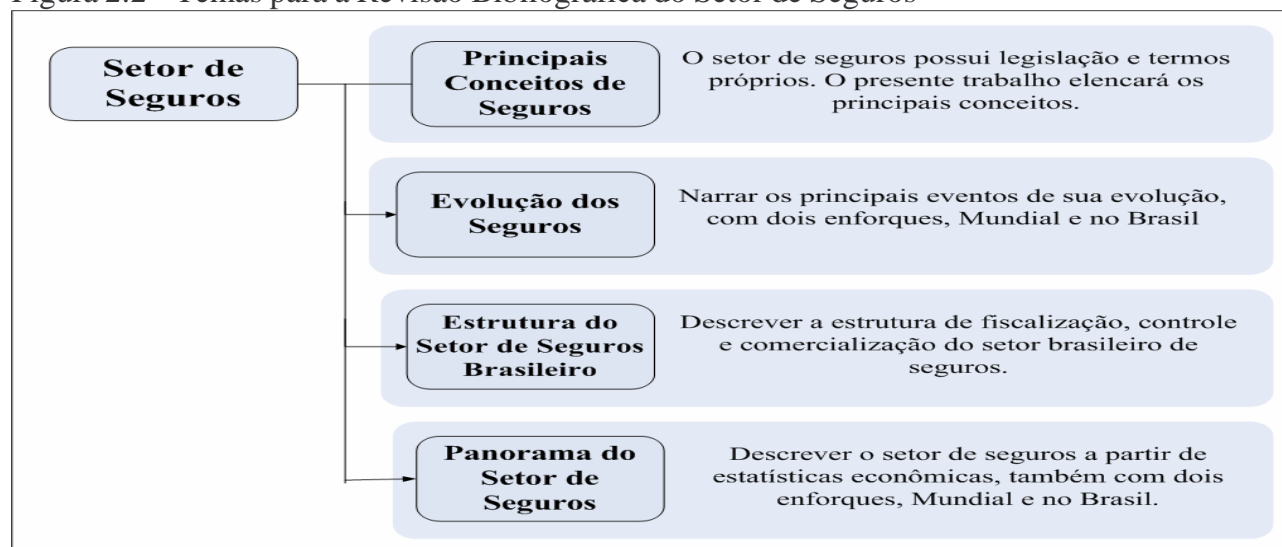 Figura 2.2 – Temas para a Revisão Bibliográfica do Setor de Seguros
Setor de
Seguros
Principais
Conceitos de
Seguros
O setor de seguros possui legislação e termos
próprios. O presente trabalho elencará os
principais conceitos.
Evolução dos
Seguros
Narrar os principais eventos de sua evolução,
com dois enforques, Mundial e no Brasil
Estrutura do
Setor de Seguros
Brasileiro
Descrever a estrutura de fiscalização, controle
e comercialização do setor brasileiro de
seguros.
Panorama do
Setor de
Seguros
Descrever o setor de seguros a partir de
estatísticas econômicas, também com dois
enforques, Mundial e no Brasil.